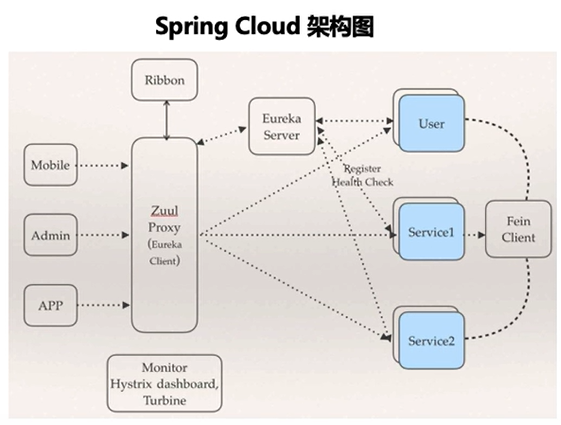 Spring Cloud 架构图
Ribbon
Eureka
Server
User
Mobile
Register
Health Check
Zuul
Proxy
(Eureka
Client)
Admin
Service1
Fein
Client
APP
Service2
Monitor
Hystrix dashboard,
Turbine